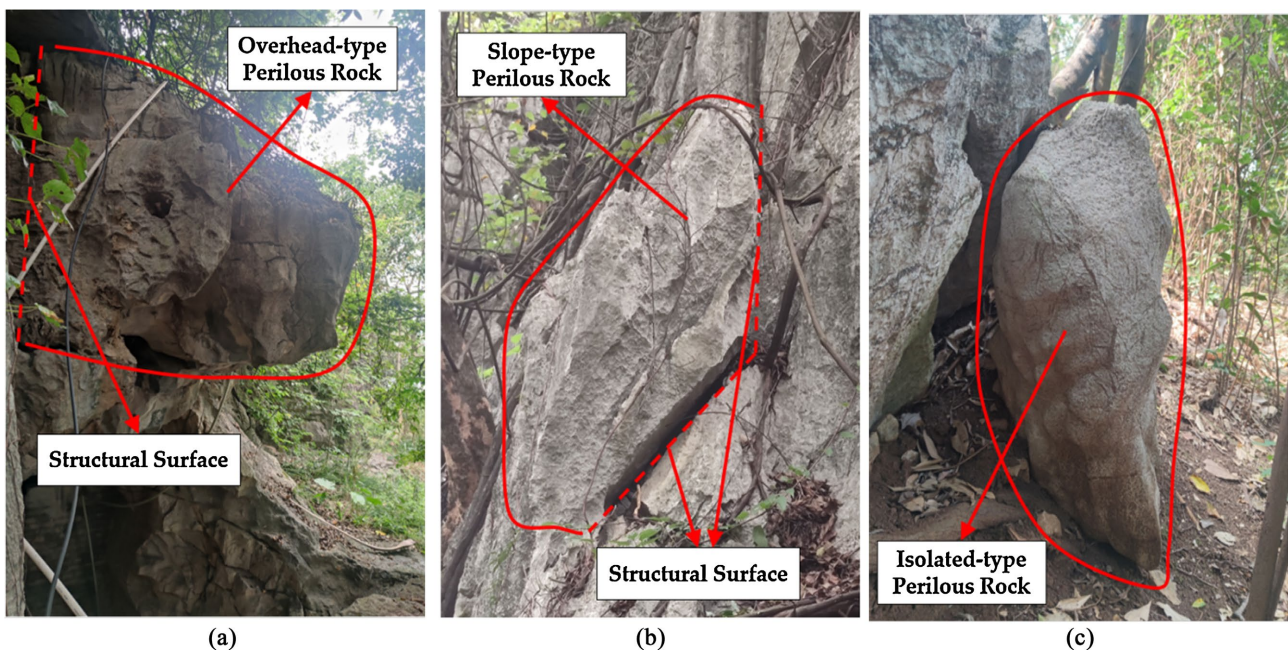 Overhead-type
Perilous Rock
Structural Surface
(a)
Slope-type
Perilous Rock
Structural Surface
(b)
Isolated-type
Perilous Rock
(c)